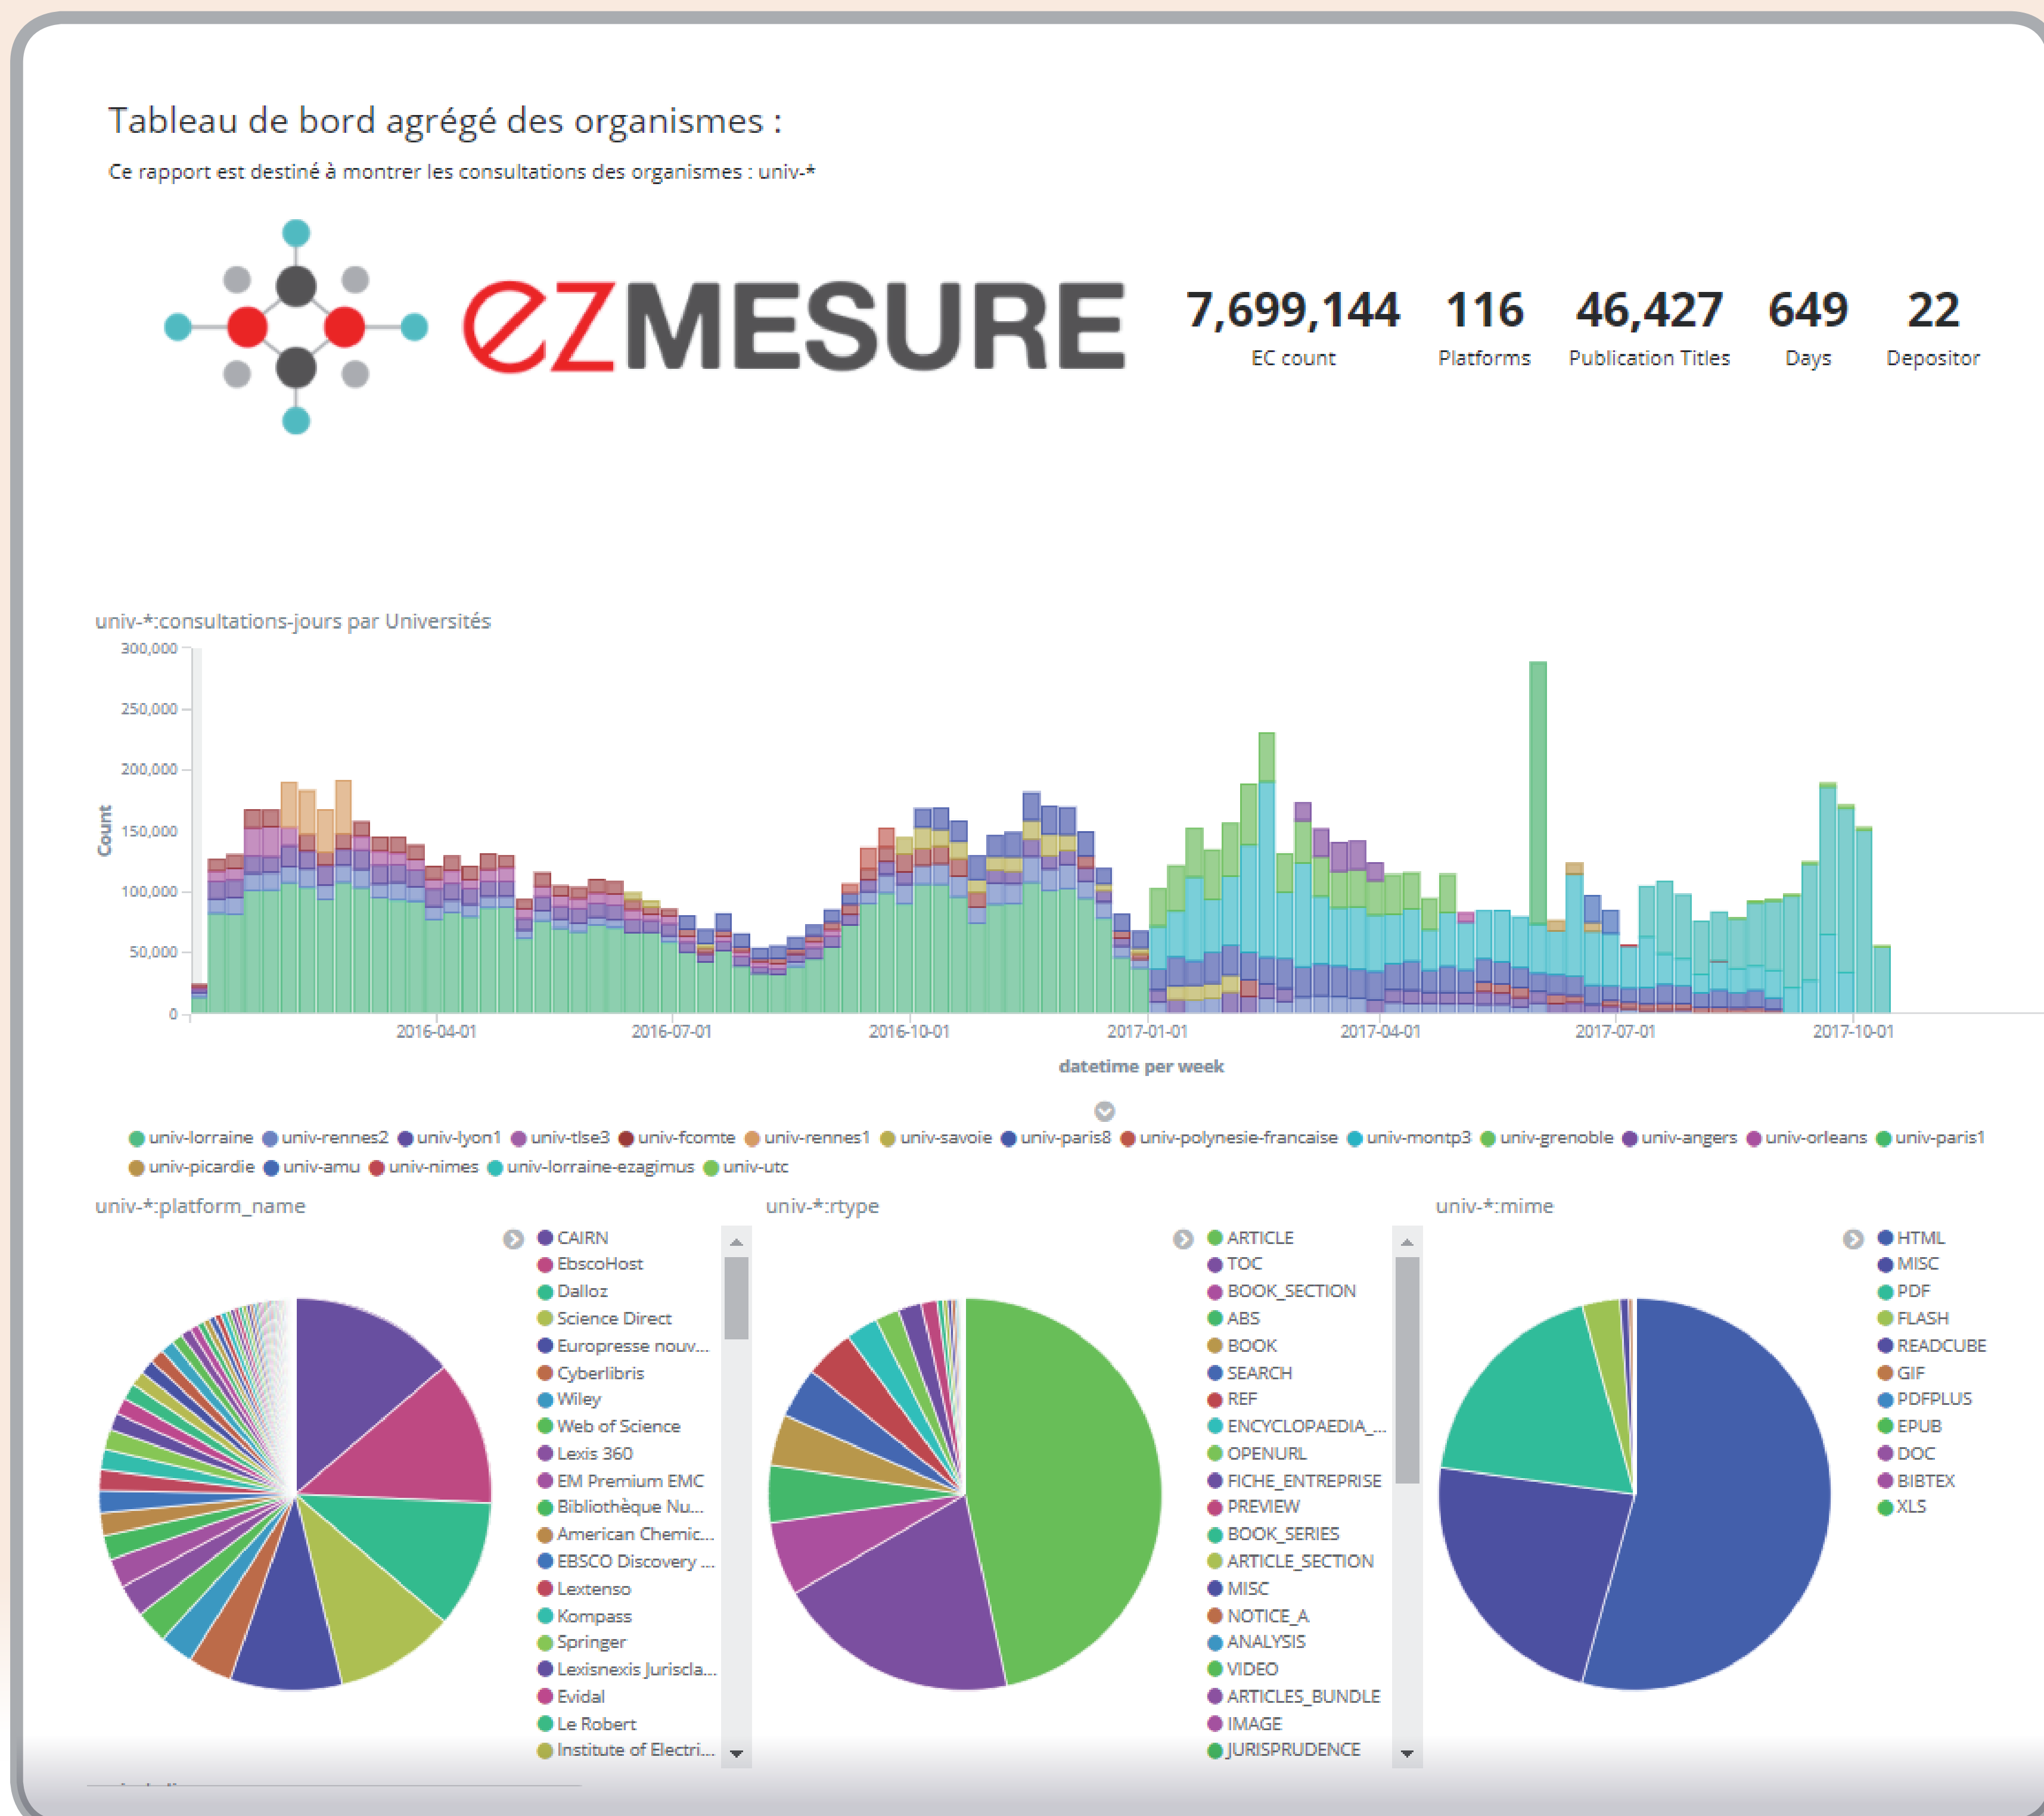 Tableau de bord agrégé des organismes :
Ce rapport est destiné à montrer les consultations des organismes : univ-*
ezMESURE
7,699,144 116 46,427 649 22
EC count Platforms Publication Titles Days Depositor
univ-*:consultations-jours par Universités
300,000
250,000
200,000
150,000
100,000
50,000
0
Count
2016-04-01 2016-07-01 2016-10-01 2017-01-01 2017-04-01 2017-07-01 2017-10-01
datetime per week
univ-lorraine univ-rennes2 univ-lyon1 univ-tlse3 univ-fcomte univ-rennes1 univ-savoie univ-paris8 univ-polynesie-francaise univ-montp3 univ-grenoble univ-angers univ-orleans univ-paris1
univ-picardie univ-amu univ-nimes univ-lorraine-ezagimus univ-utc
univ-*:platform_name
CAIRN
EbscoHost
Dalloz
Science Direct
Europresse nouv...
Cyberlibris
Wiley
Web of Science
Lexis 360
EM Premium EMC
Bibliothèque Nu...
American Chemic...
EBSCO Discovery ...
Lextenso
Kompass
Springer
Lexisnexis Juriscla...
Evidal
Le Robert
Institute of Electri...
univ-*:rtype
ARTICLE
TOC
BOOK_SECTION
ABS
BOOK
SEARCH
REF
ENCYCLOPAEDIA_...
OPENURL
FICHE_ENTREPRISE
PREVIEW
BOOK_SERIES
ARTICLE_SECTION
MISC
NOTICE_A
ANALYSIS
VIDEO
ARTICLES_BUNDLE
IMAGE
JURISPRUDENCE
univ-*:mime
HTML
MISC
PDF
FLASH
READCUBE
GIF
PDFPLUS
EPUB
DOC
BIBTEX
XLS